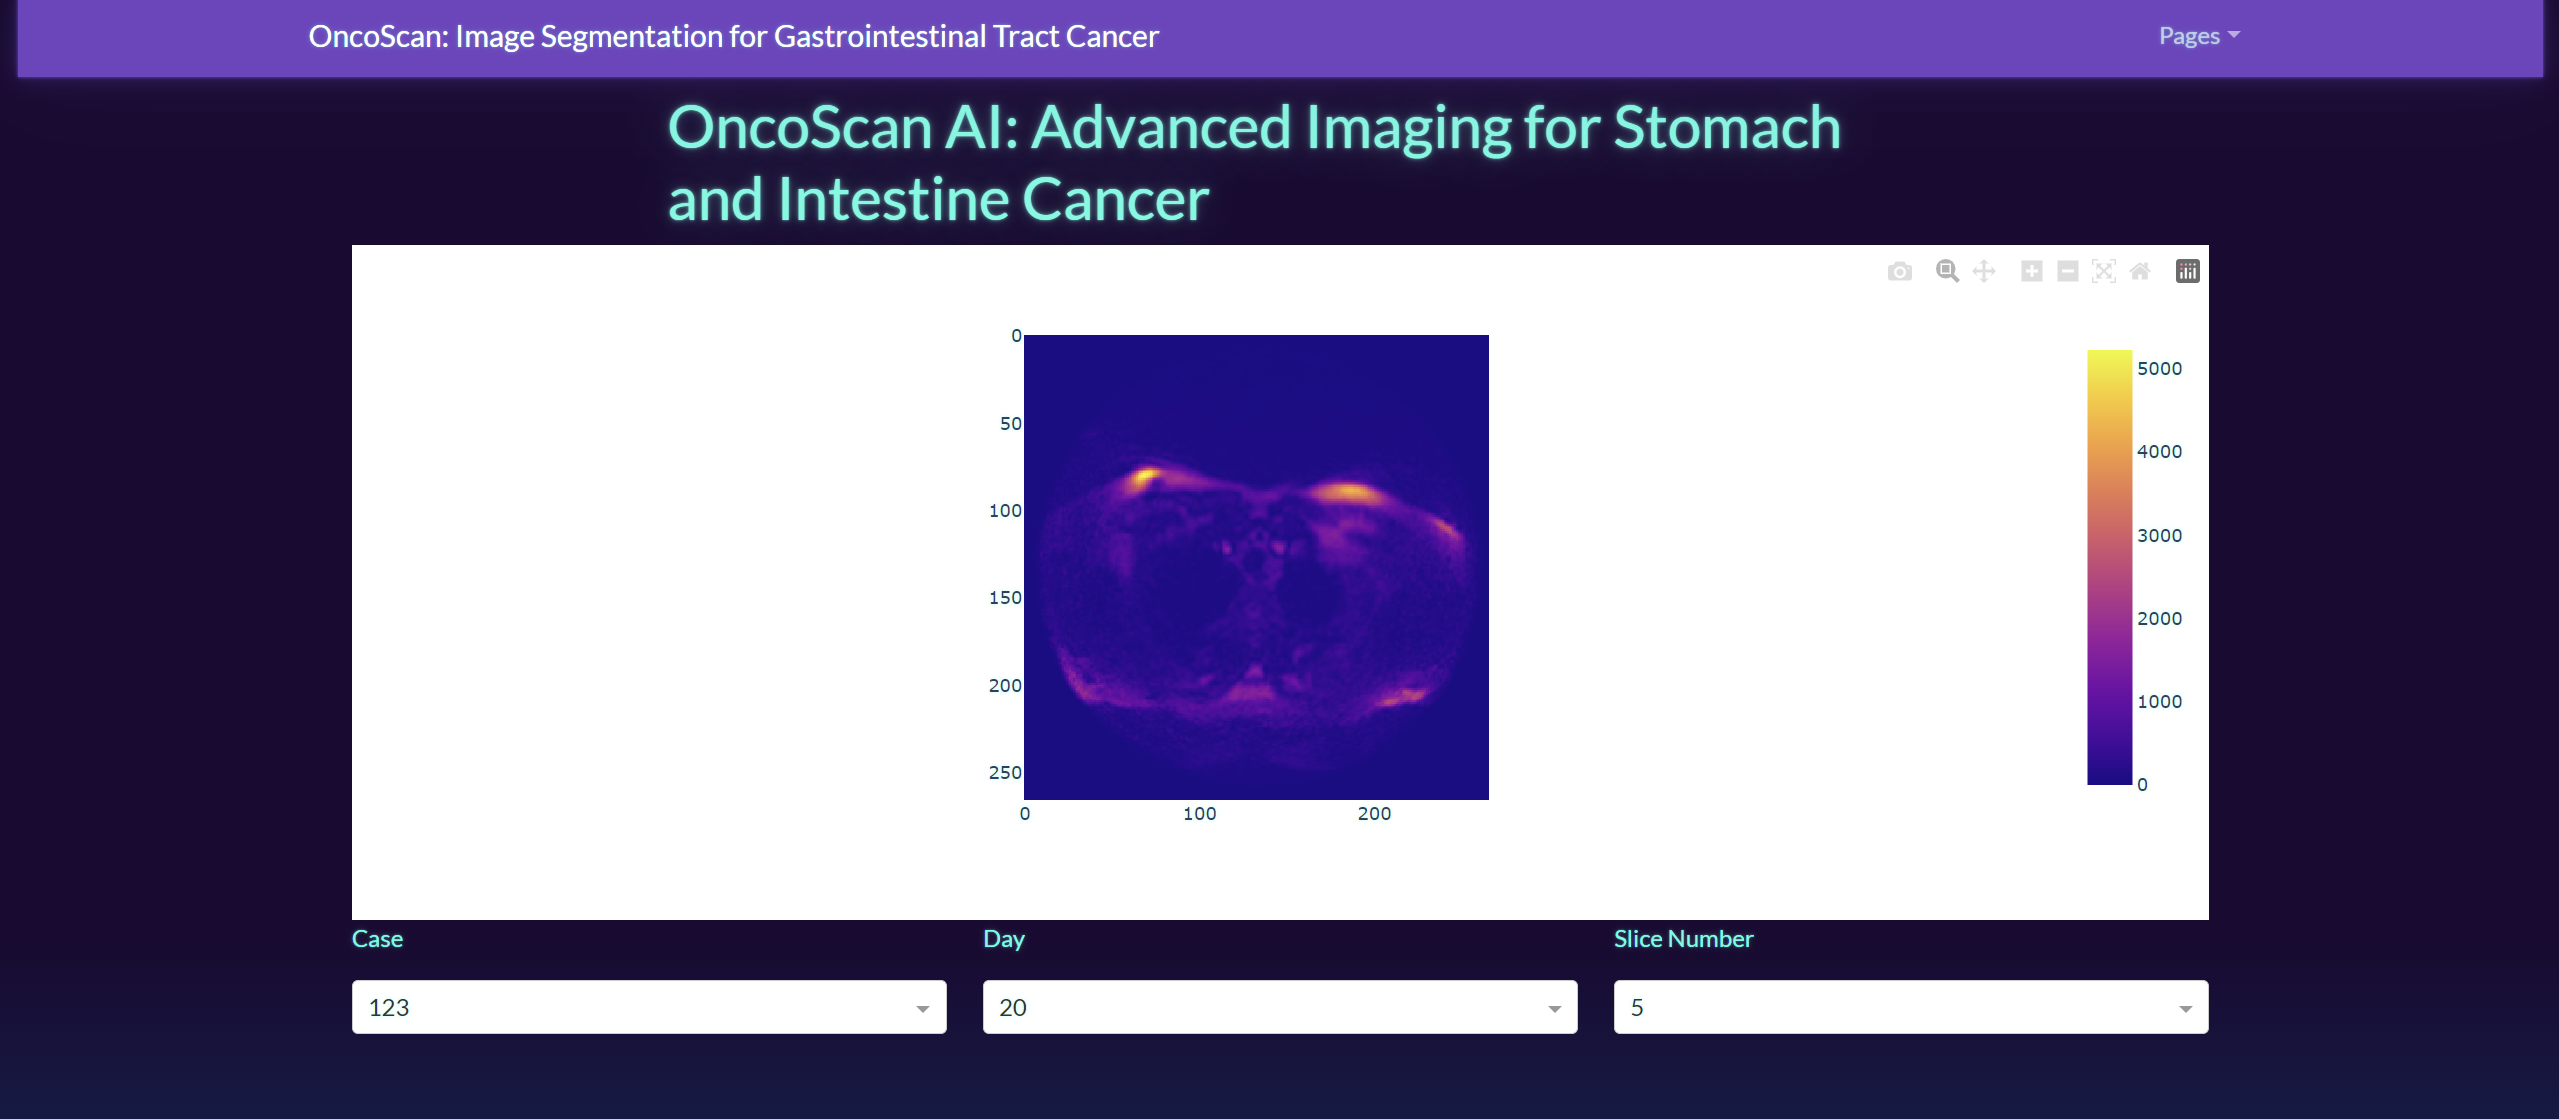 OncoScan: Image Segmentation for Gastrointestinal Tract Cancer
Pages
OncoScan AI: Advanced Imaging for Stomach
and Intestine Cancer
0
50
100
150
200
250
0
100
200
5000
4000
3000
2000
1000
0
Case
Day
Slice Number
123
20
5